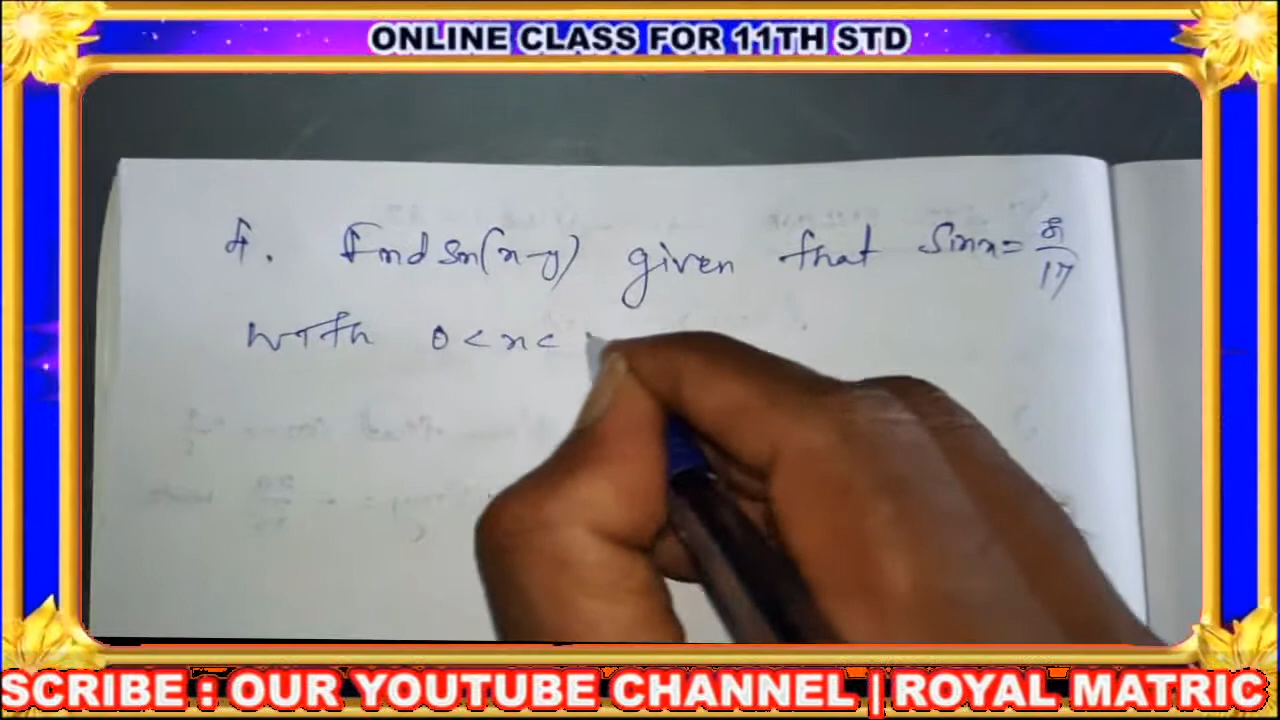 ONLINE CLASS FOR 11TH STD
4. Find Sin(x-y) given that Sinx = 8/17
with 0 < x <
SCRIBE : OUR YOUTUBE CHANNEL | ROYAL MATRIC